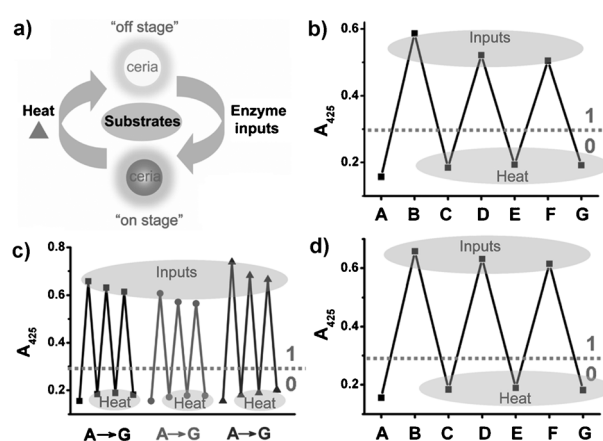 a)
"off stage"
ceria
Heat
Substrates
Enzyme
inputs
ceria
"on stage"
b)
A425
0.6
0.4
0.2
Inputs
1
0
Heat
A B C D E F G
c)
A425
0.8
0.6
0.4
0.2
Inputs
1
0
Heat Heat Heat
A→G A→G A→G
d)
A425
0.6
0.4
0.2
Inputs
1
0
Heat
A B C D E F G